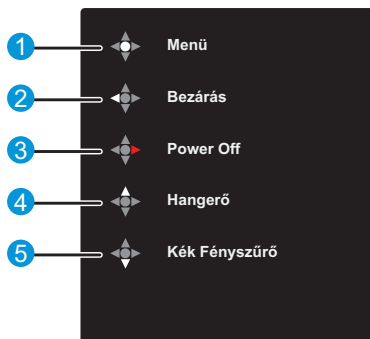 1 Menü
2 Bezárás
3 Power Off
4 Hangerő
5 Kék Fényszűrő